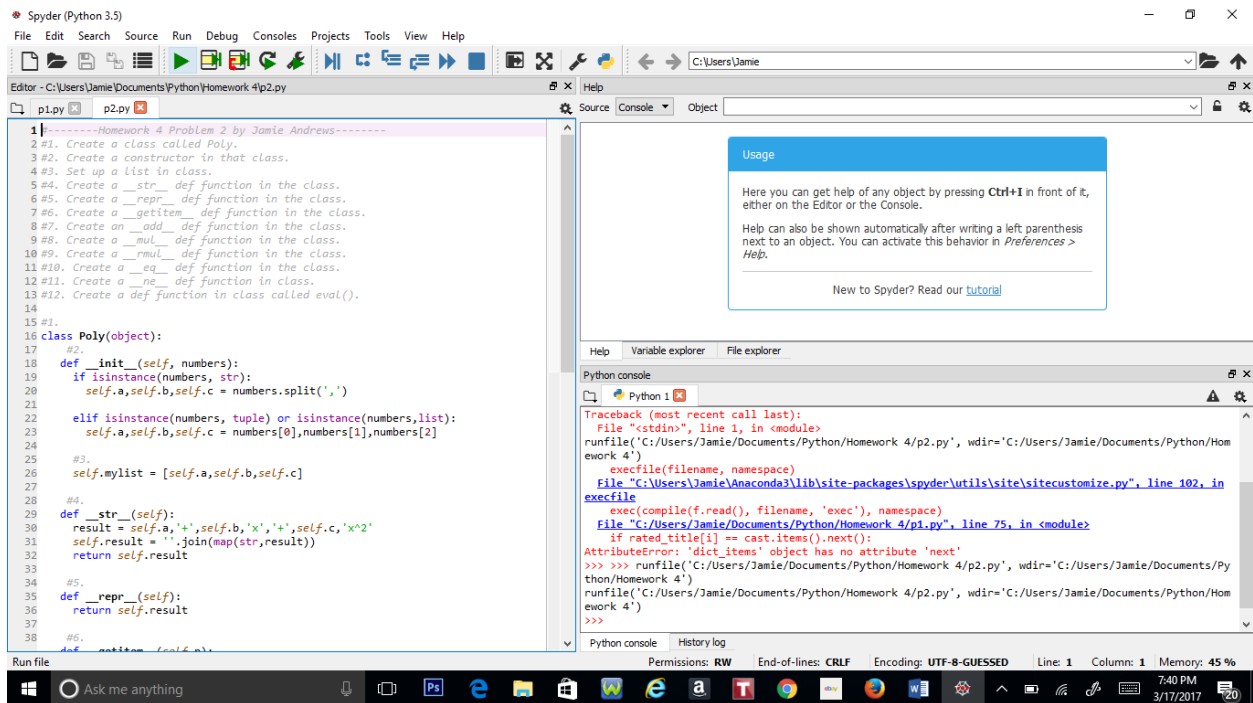 Spyder (Python 3.5)
File Edit Search Source Run Debug Consoles Projects Tools View Help
C:\Users\Jamie
Editor - C:\Users\Jamie\Documents\Python\Homework 4\p2.py
p1.py p2.py
1 #--------Homework 4 Problem 2 by Jamie Andrews--------
2 #1. Create a class called Poly.
3 #2. Create a constructor in that class.
4 #3. Set up a list in class.
5 #4. Create a __str__ def function in the class.
6 #5. Create a __repr__ def function in the class.
7 #6. Create a __getitem__ def function in the class.
8 #7. Create an __add__ def function in the class.
9 #8. Create a __mul__ def function in the class.
10 #9. Create a __rmul__ def function in the class.
11 #10. Create a __eq__ def function in the class.
12 #11. Create a __ne__ def function in class.
13 #12. Create a def function in class called eval().
14
15 #1.
16 class Poly(object):
17 #2.
18 def __init__(self, numbers):
19 if isinstance(numbers, str):
20 self.a,self.b,self.c = numbers.split(',')
21
22 elif isinstance(numbers, tuple) or isinstance(numbers,list):
23 self.a,self.b,self.c = numbers[0],numbers[1],numbers[2]
24
25 #3.
26 self.mylist = [self.a,self.b,self.c]
27
28 #4.
29 def __str__(self):
30 result = self.a,'+',self.b,'x','+',self.c,'x^2'
31 self.result = ''.join(map(str,result))
32 return self.result
33
34 #5.
35 def __repr__(self):
36 return self.result
37
38 #6.
def __getitem__(self,n):
Help
Source Console Object
Usage
Here you can get help of any object by pressing Ctrl+I in front of it,
either on the Editor or the Console.
Help can also be shown automatically after writing a left parenthesis
next to an object. You can activate this behavior in Preferences >
Help.
New to Spyder? Read our tutorial
Help Variable explorer File explorer
Python console
Python 1
Traceback (most recent call last):
File "<stdin>", line 1, in <module>
runfile('C:/Users/Jamie/Documents/Python/Homework 4/p2.py', wdir='C:/Users/Jamie/Documents/Python/Hom
ework 4')
execfile(filename, namespace)
File "C:\Users\Jamie\Anaconda3\lib\site-packages\spyder\utils\site\sitecustomize.py", line 102, in
execfile
exec(compile(f.read(), filename, 'exec'), namespace)
File "C:/Users/Jamie/Documents/Python/Homework 4/p1.py", line 75, in <module>
if rated_title[i] == cast.items().next():
AttributeError: 'dict_items' object has no attribute 'next'
>>> >>> runfile('C:/Users/Jamie/Documents/Python/Homework 4/p2.py', wdir='C:/Users/Jamie/Documents/Py
thon/Homework 4')
runfile('C:/Users/Jamie/Documents/Python/Homework 4/p2.py', wdir='C:/Users/Jamie/Documents/Python/Hom
ework 4')
>>>
Python console History log
Run file Permissions: RW End-of-lines: CRLF Encoding: UTF-8-GUESSED Line: 1 Column: 1 Memory: 45 %
Ask me anything
Ps
7:40 PM
3/17/2017
20